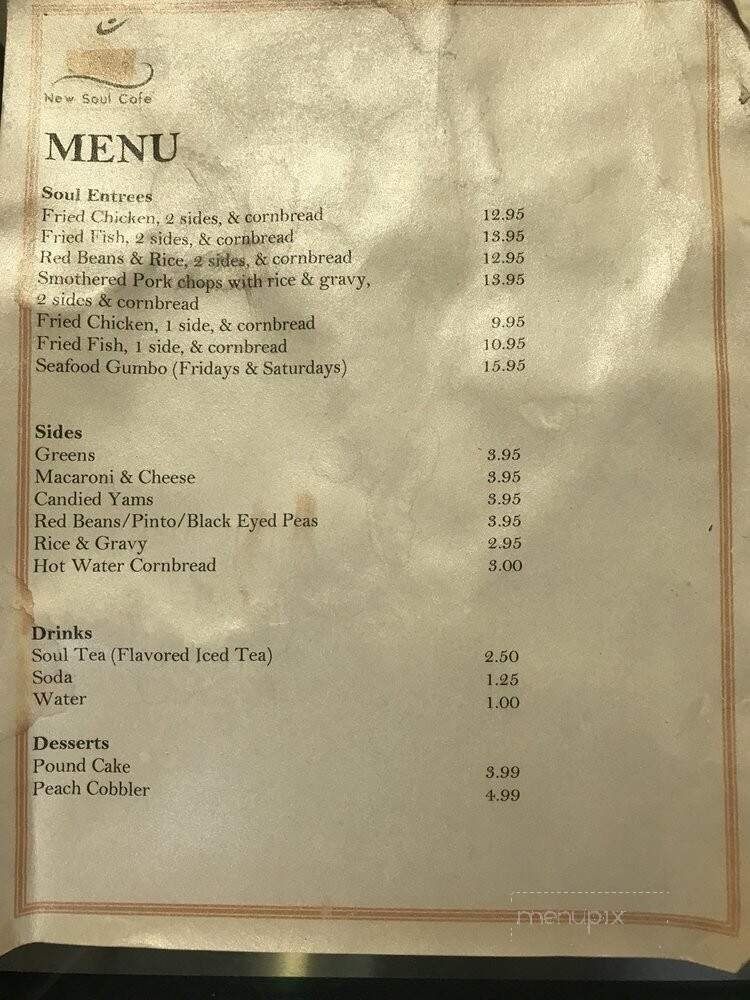 New Soul Cafe
MENU
Soul Entrees
Fried Chicken, 2 sides, & cornbread 12.95
Fried Fish, 2 sides, & cornbread 13.95
Red Beans & Rice, 2 sides, & cornbread 12.95
Smothered Pork chops with rice & gravy, 13.95
2 sides & cornbread
Fried Chicken, 1 side, & cornbread 9.95
Fried Fish, 1 side, & cornbread 10.95
Seafood Gumbo (Fridays & Saturdays) 15.95
Sides
Greens 3.95
Macaroni & Cheese 3.95
Candied Yams 3.95
Red Beans/Pinto/Black Eyed Peas 3.95
Rice & Gravy 2.95
Hot Water Cornbread 3.00
Drinks
Soul Tea (Flavored Iced Tea) 2.50
Soda 1.25
Water 1.00
Desserts
Pound Cake 3.99
Peach Cobbler 4.99
menupix